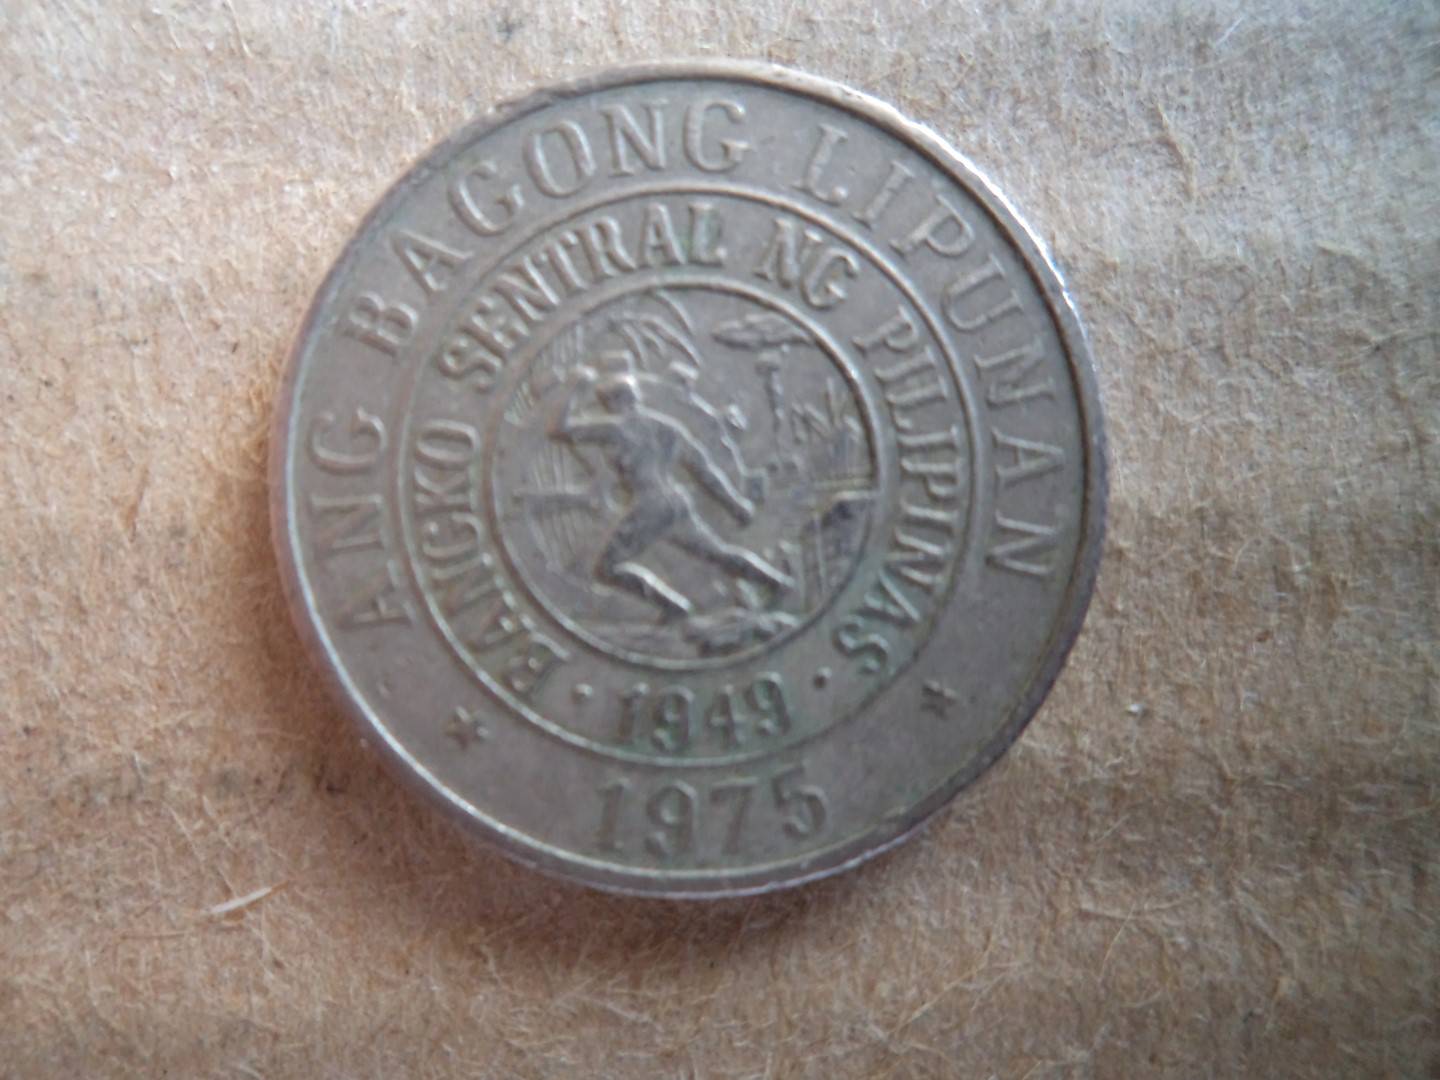 ANG BAGONG LIPUNAN
BANGKO SENTRAL NG PILIPINAS
· 1949 ·
1975